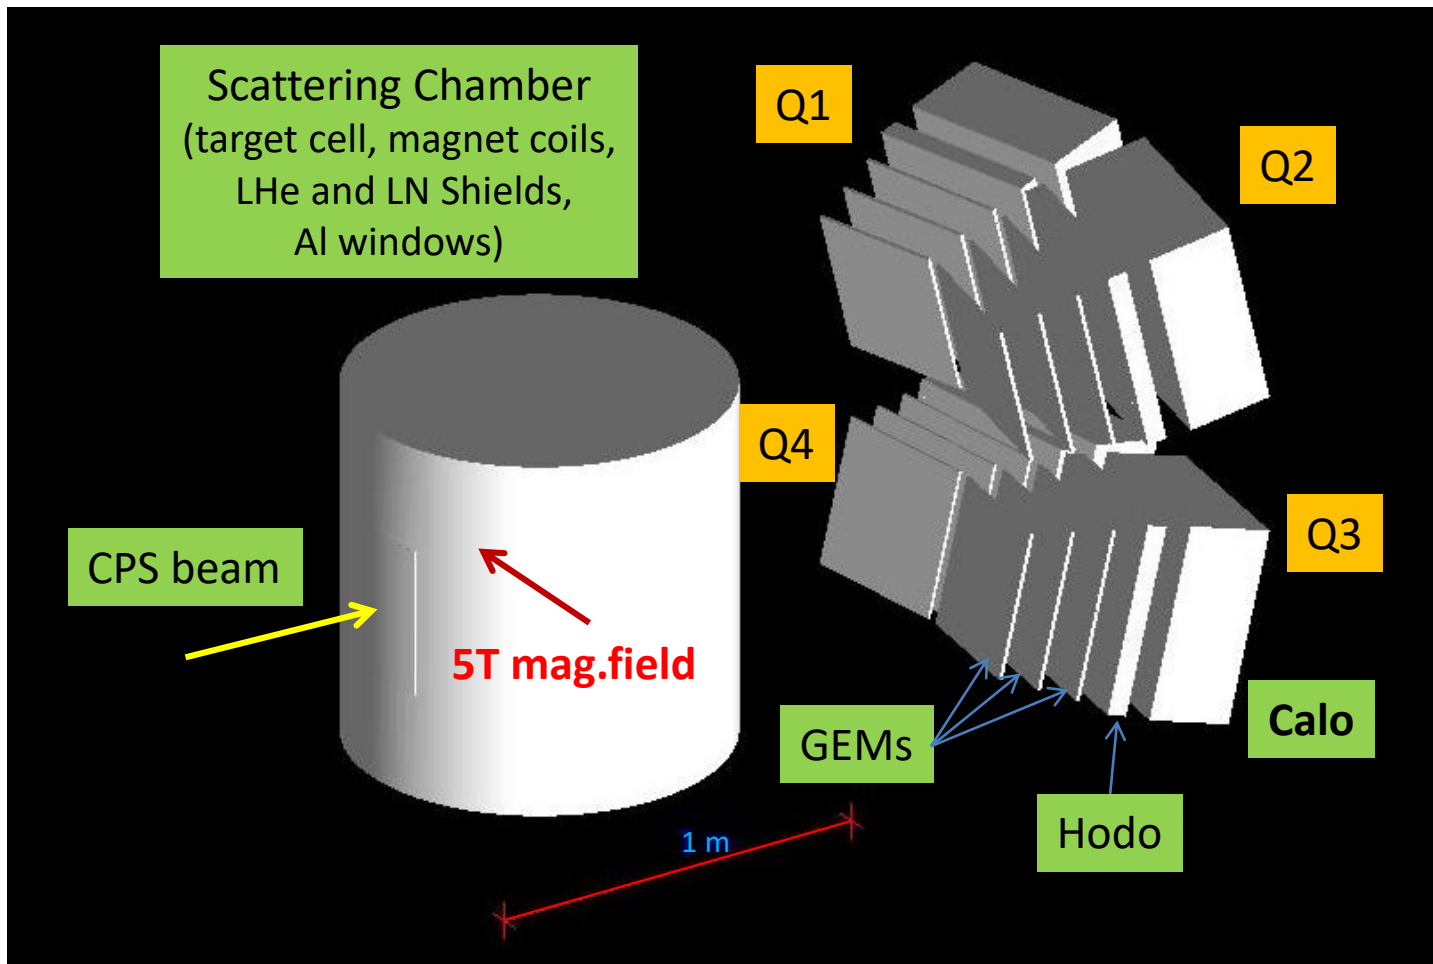 Scattering Chamber
(target cell, magnet coils,
LHe and LN Shields,
Al windows)
Q1
Q2
Q4
Q3
CPS beam
5T mag.field
GEMs
Calo
Hodo
1 m